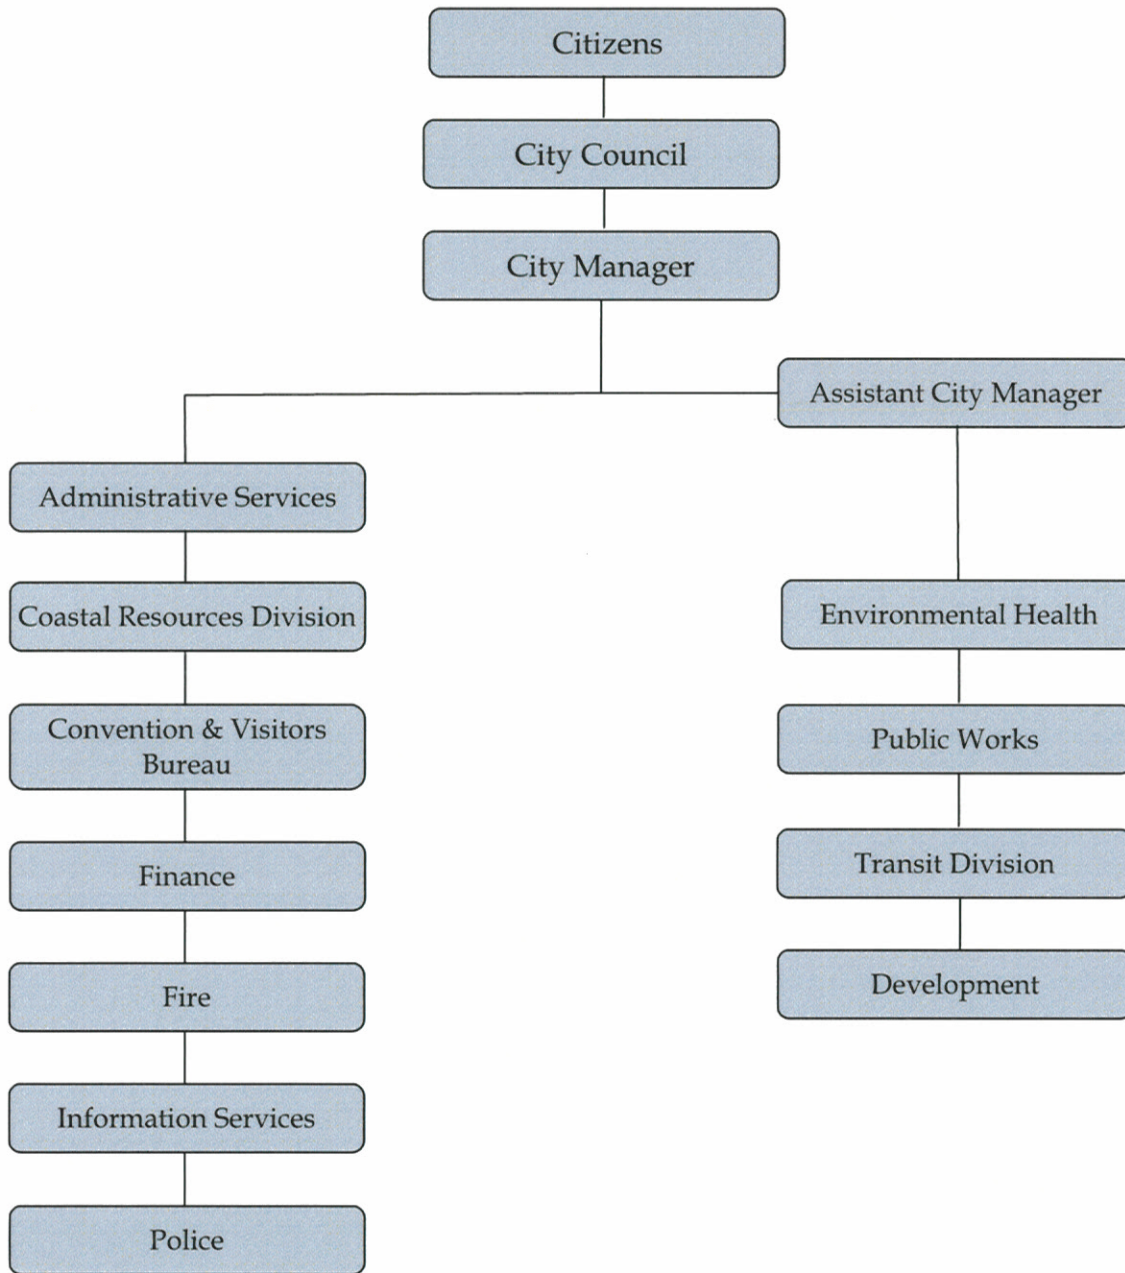 Citizens
City Council
City Manager
Assistant City Manager
Administrative Services
Coastal Resources Division
Convention & Visitors
Bureau
Finance
Fire
Information Services
Police
Environmental Health
Public Works
Transit Division
Development